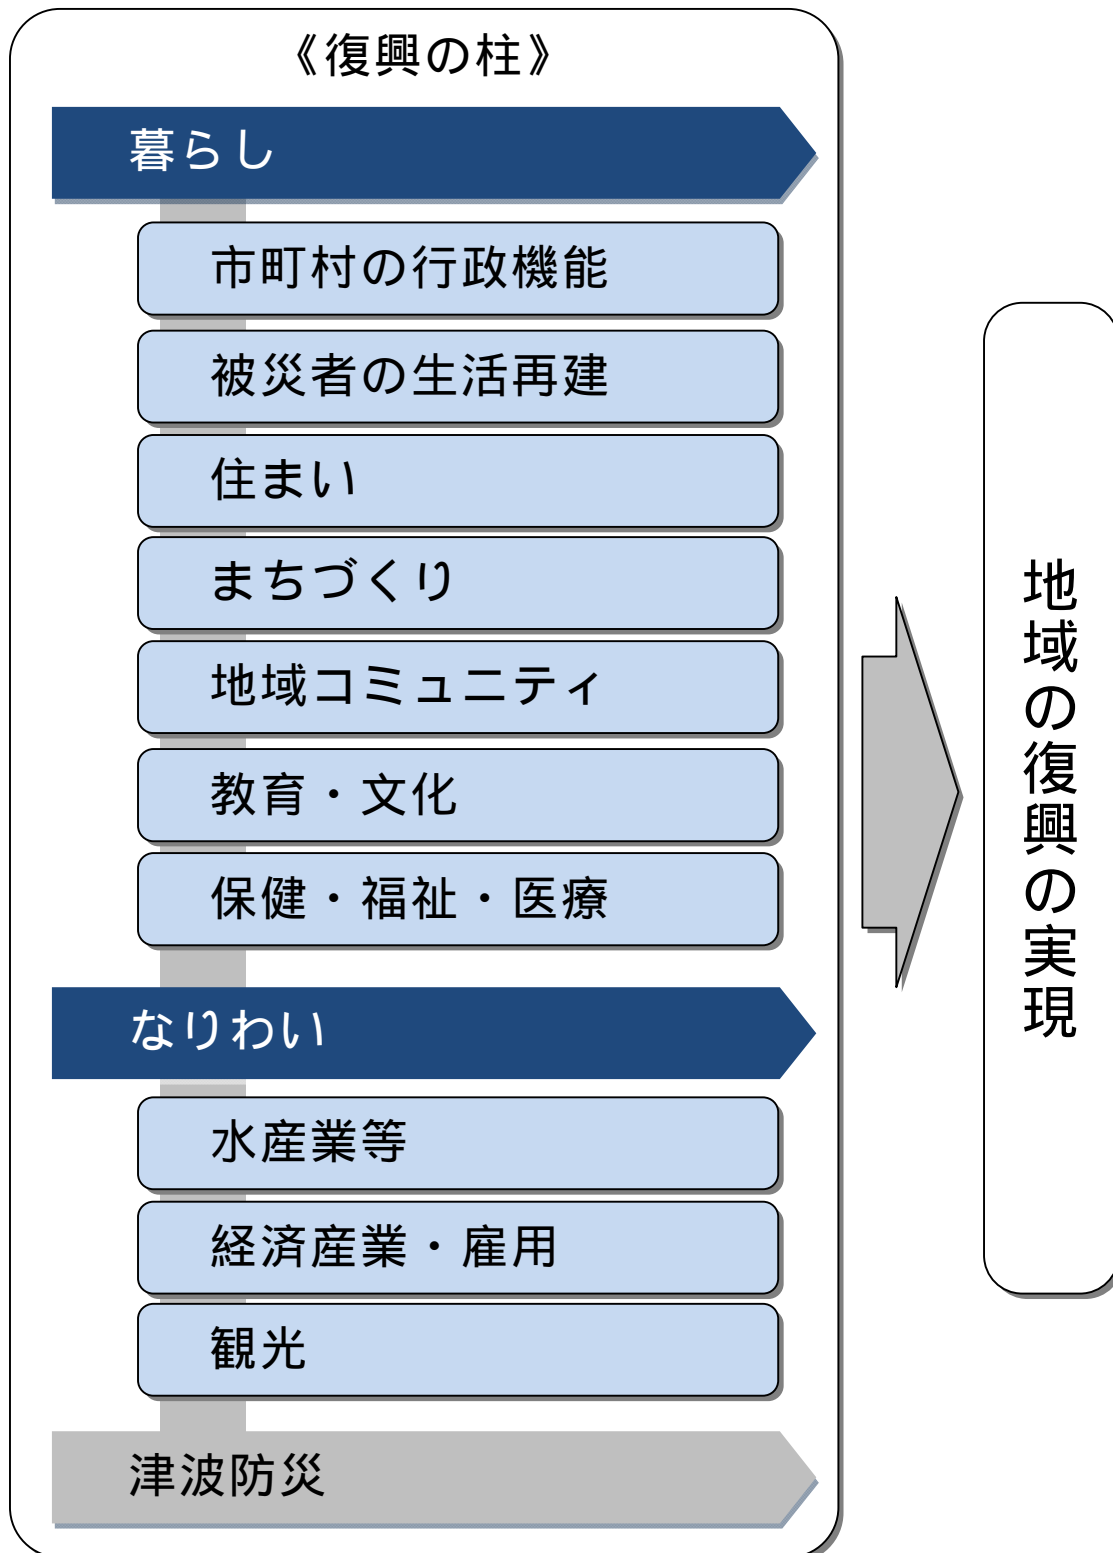 《復興の柱》
暮らし
市町村の行政機能
被災者の生活再建
住まい
まちづくり
地域コミュニティ
教育・文化
保健・福祉・医療
なりわい
水産業等
経済産業・雇用
観光
津波防災
地域の復興の実現